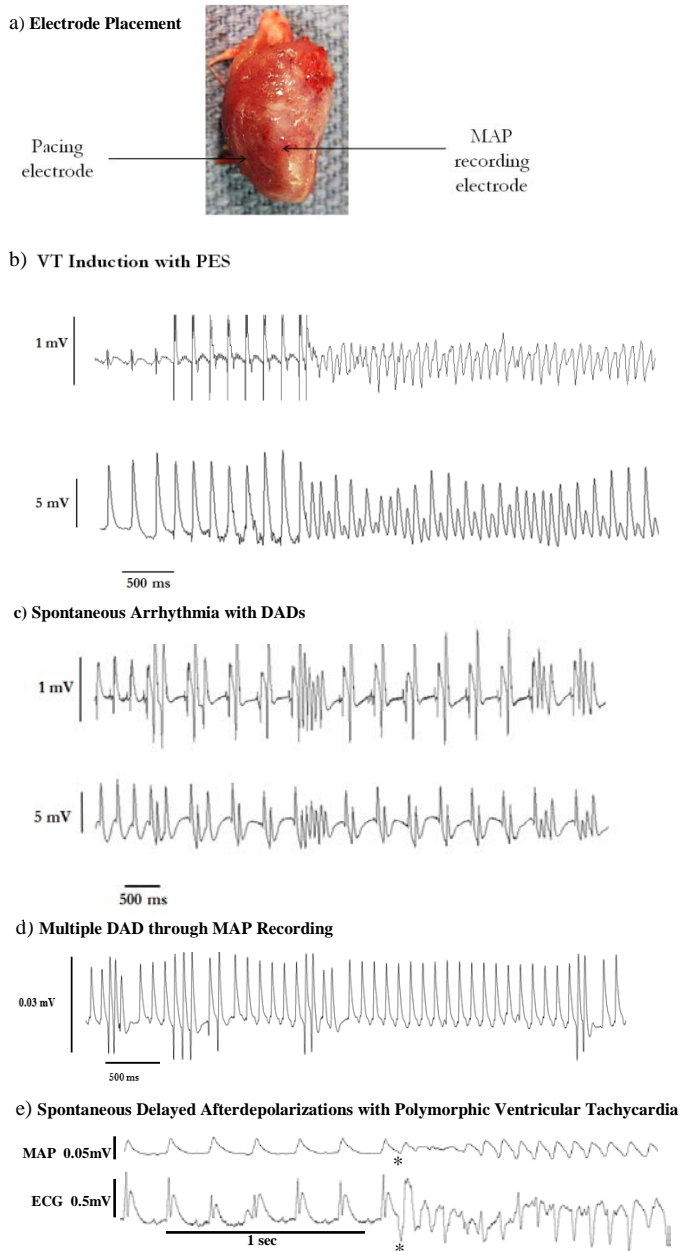 a) Electrode Placement
Pacing
electrode
MAP
recording
electrode
b) VT Induction with PES
1 mV
5 mV
500 ms
c) Spontaneous Arrhythmia with DADs
1 mV
5 mV
500 ms
d) Multiple DAD through MAP Recording
0.03 mV
500 ms
e) Spontaneous Delayed Afterdepolarizations with Polymorphic Ventricular Tachycardia
MAP 0.05mV
*
ECG 0.5mV
1 sec
*